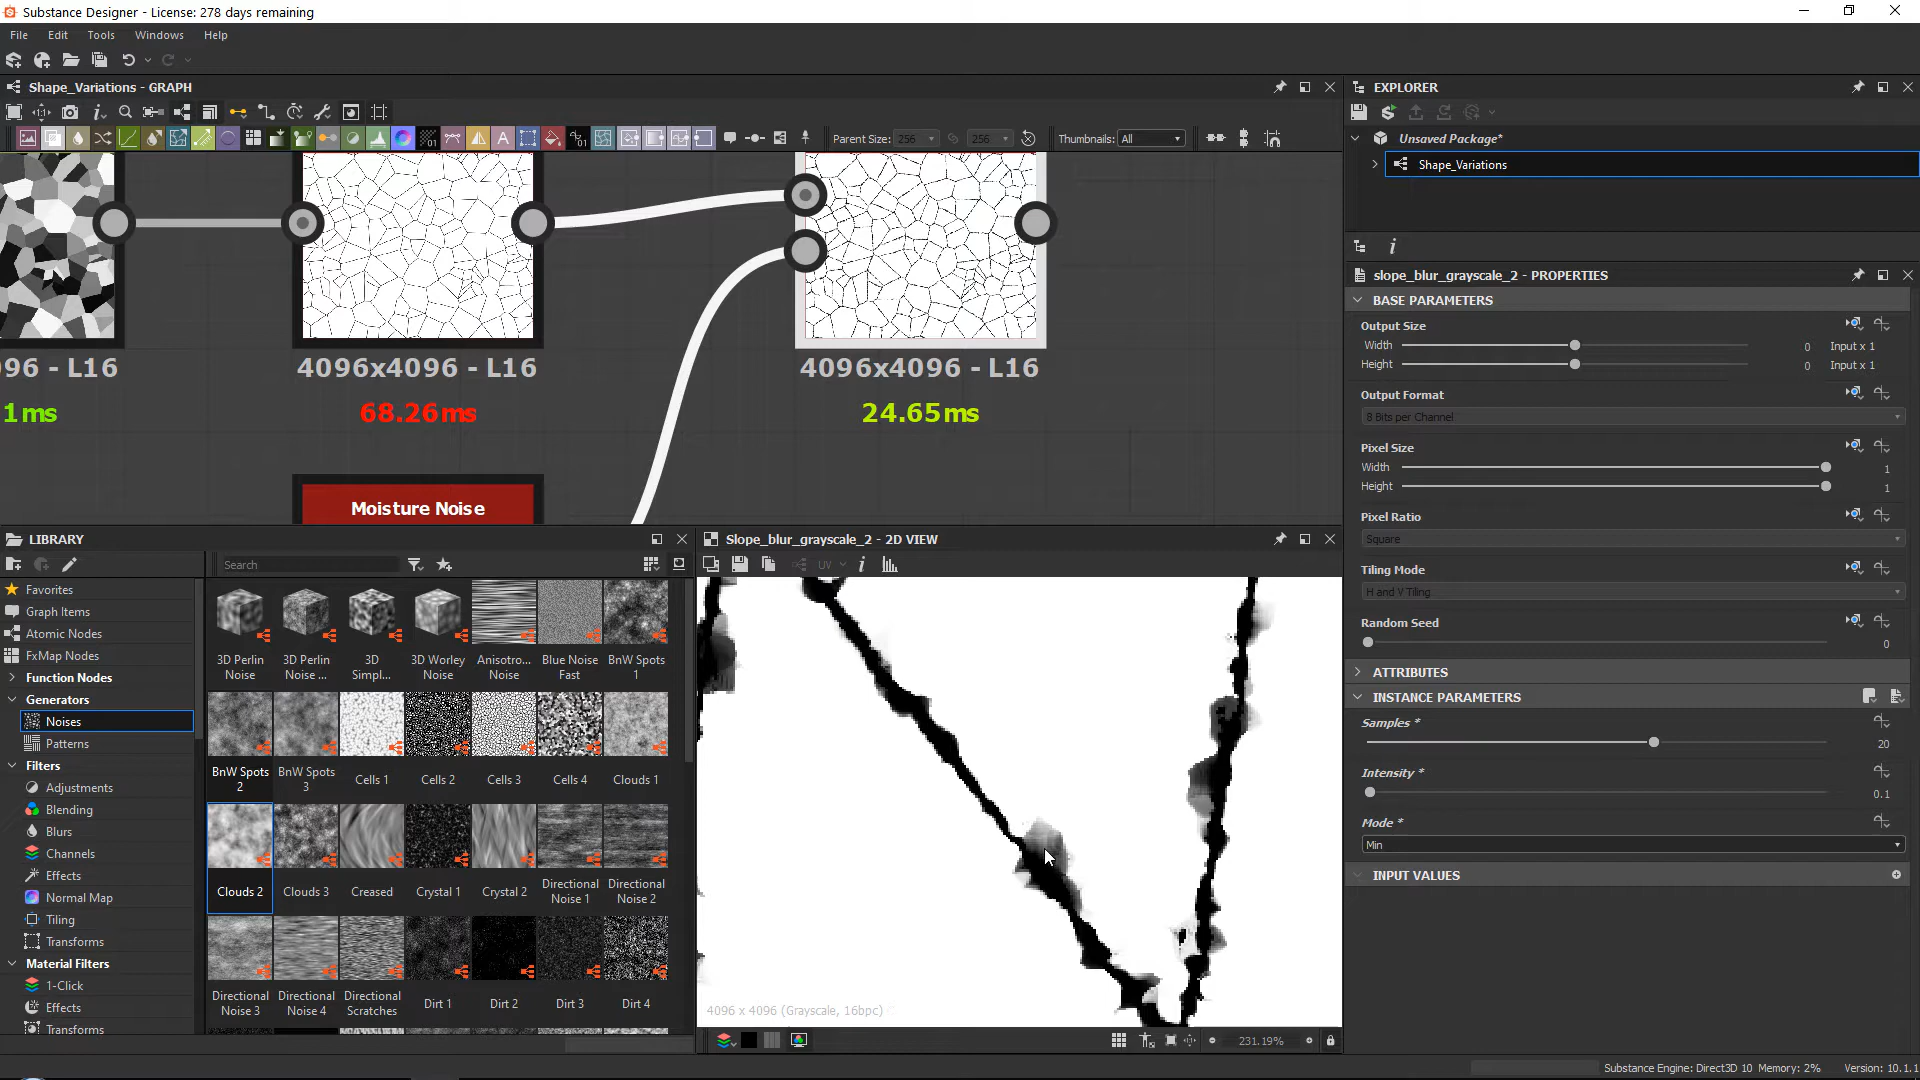 Substance Designer - License: 278 days remaining
File Edit Tools Windows Help
Shape_Variations - GRAPH
Parent Size: 256 256 Thumbnails: All
096 - L16
1ms
4096x4096 - L16
68.26ms
4096x4096 - L16
24.65ms
Moisture Noise
LIBRARY
Search
Favorites
Graph Items
Atomic Nodes
FxMap Nodes
Function Nodes
Generators
Noises
Patterns
Filters
Adjustments
Blending
Blurs
Channels
Effects
Normal Map
Tiling
Transforms
Material Filters
1-Click
Effects
Transforms
3D Perlin Noise
3D Perlin Noise ...
3D Simpl...
3D Worley Noise
Anisotro... Noise
Blue Noise Fast
BnW Spots 1
BnW Spots 2
BnW Spots 3
Cells 1
Cells 2
Cells 3
Cells 4
Clouds 1
Clouds 2
Clouds 3
Creased
Crystal 1
Crystal 2
Directional Noise 1
Directional Noise 2
Directional Noise 3
Directional Noise 4
Directional Scratches
Dirt 1
Dirt 2
Dirt 3
Dirt 4
Slope_blur_grayscale_2 - 2D VIEW
UV
4096 x 4096 (Grayscale, 16bpc)
231.19%
EXPLORER
Unsaved Package*
Shape_Variations
slope_blur_grayscale_2 - PROPERTIES
BASE PARAMETERS
Output Size
Width 0 Input x 1
Height 0 Input x 1
Output Format
8 Bits per Channel
Pixel Size
Width 1
Height 1
Pixel Ratio
Square
Tiling Mode
H and V Tiling
Random Seed
0
ATTRIBUTES
INSTANCE PARAMETERS
Samples *
20
Intensity *
0.1
Mode *
Min
INPUT VALUES
Substance Engine: Direct3D 10 Memory: 2% Version: 10.1.1